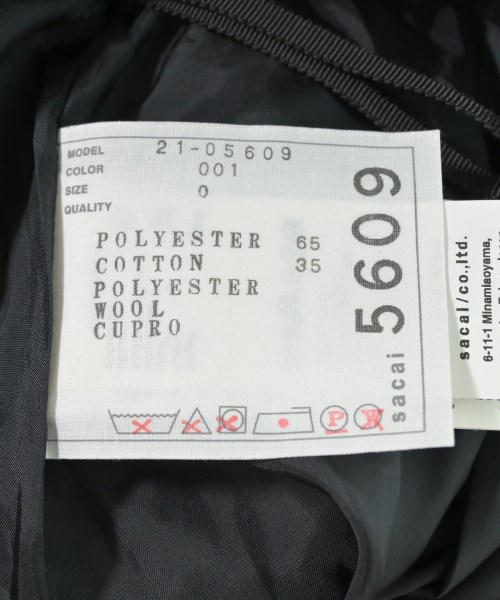 MODEL 21-05609
COLOR 001
SIZE 0
QUALITY
POLYESTER 65
COTTON 35
POLYESTER
WOOL
CUPRO
sacai 5609
P W
sacai/co.,ltd.
6-11-1 Minamiaoyama,